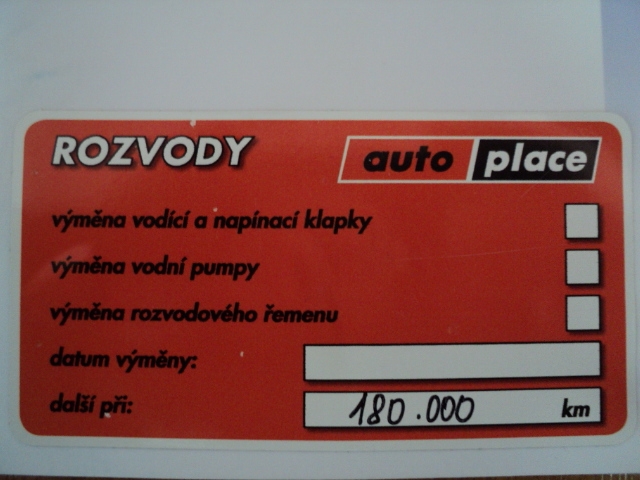 ROZVODY
auto place
výměna vodící a napínací klapky
výměna vodní pumpy
výměna rozvodového řemenu
datum výměny:
další při: 180.000 km